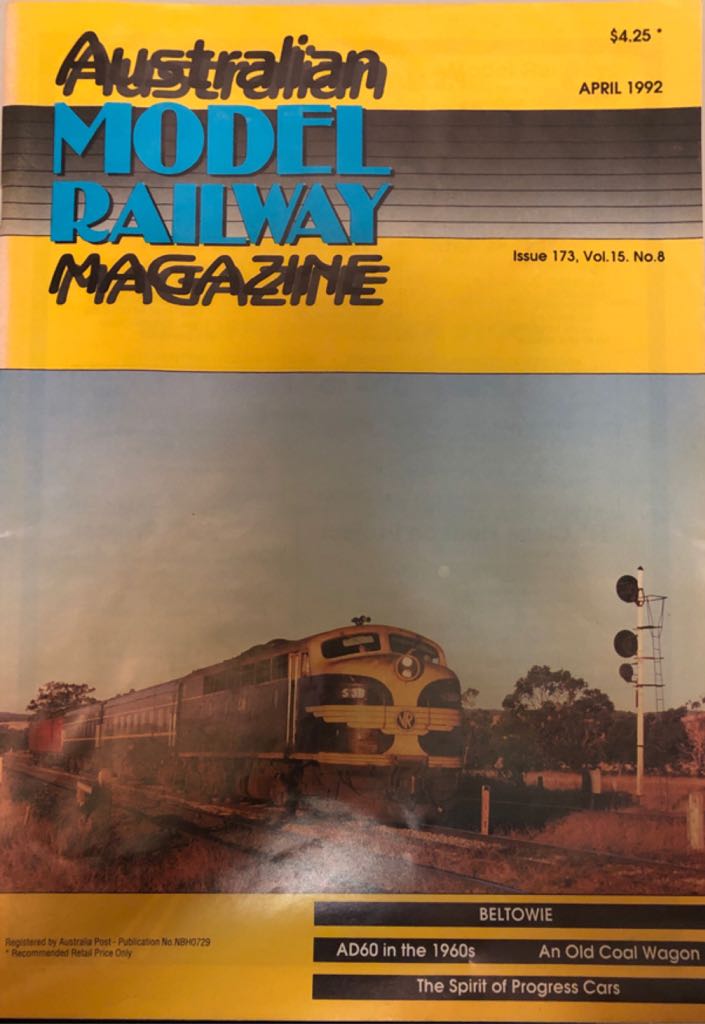 $4.25 *
APRIL 1992
Australian
MODEL
RAILWAY
MAGAZINE
Issue 173, Vol.15. No.8
VR
BELTOWIE
Registered by Australia Post - Publication No.NBH0729
* Recommended Retail Price Only
AD60 in the 1960s
An Old Coal Wagon
The Spirit of Progress Cars